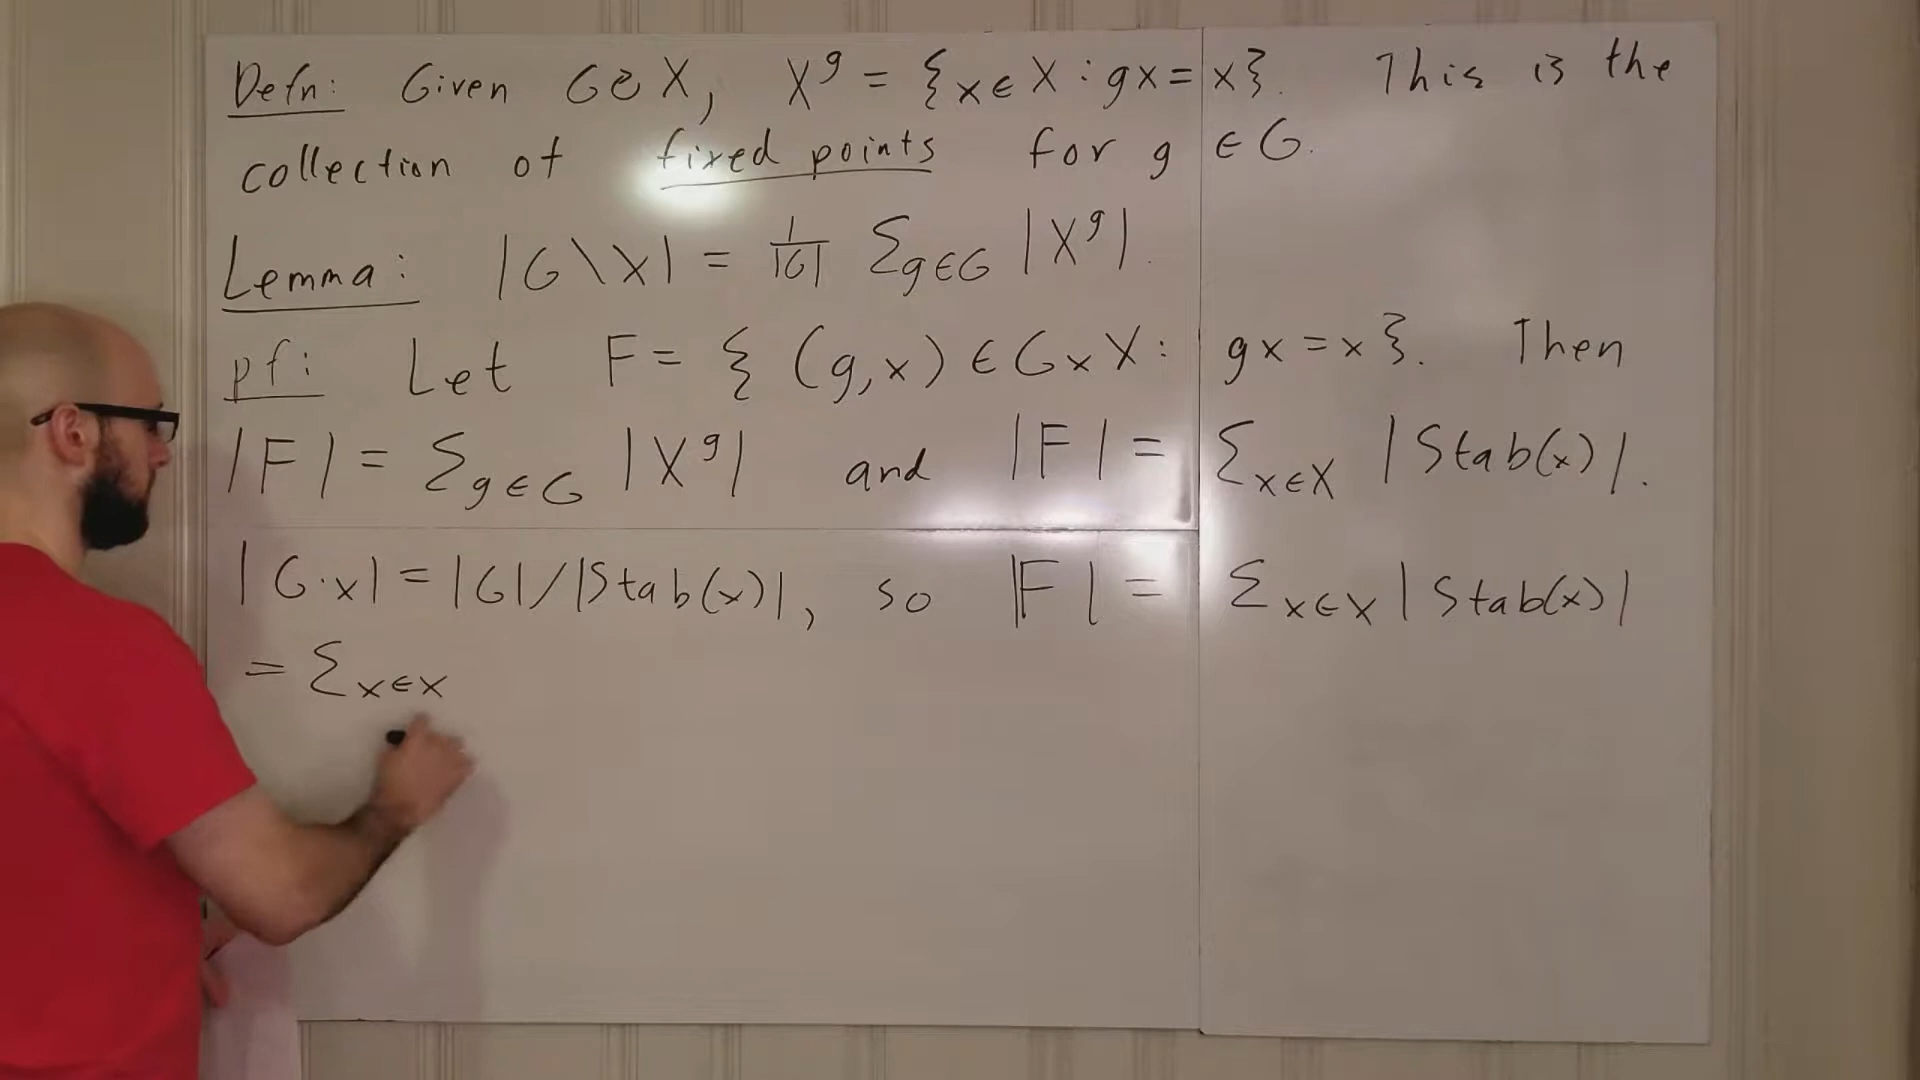 Defn: Given G↻X, X^g = {x∈X : gx = x}. This is the
collection of fixed points for g ∈ G.
Lemma: |G\X| = 1/|G| Σ_{g∈G} |X^g|.
pf: Let F = { (g,x) ∈ G×X : gx = x }. Then
|F| = Σ_{g∈G} |X^g| and |F| = Σ_{x∈X} |Stab(x)|.
|G·x| = |G|/|Stab(x)|, so |F| = Σ_{x∈X} |Stab(x)|
= Σ_{x∈X}